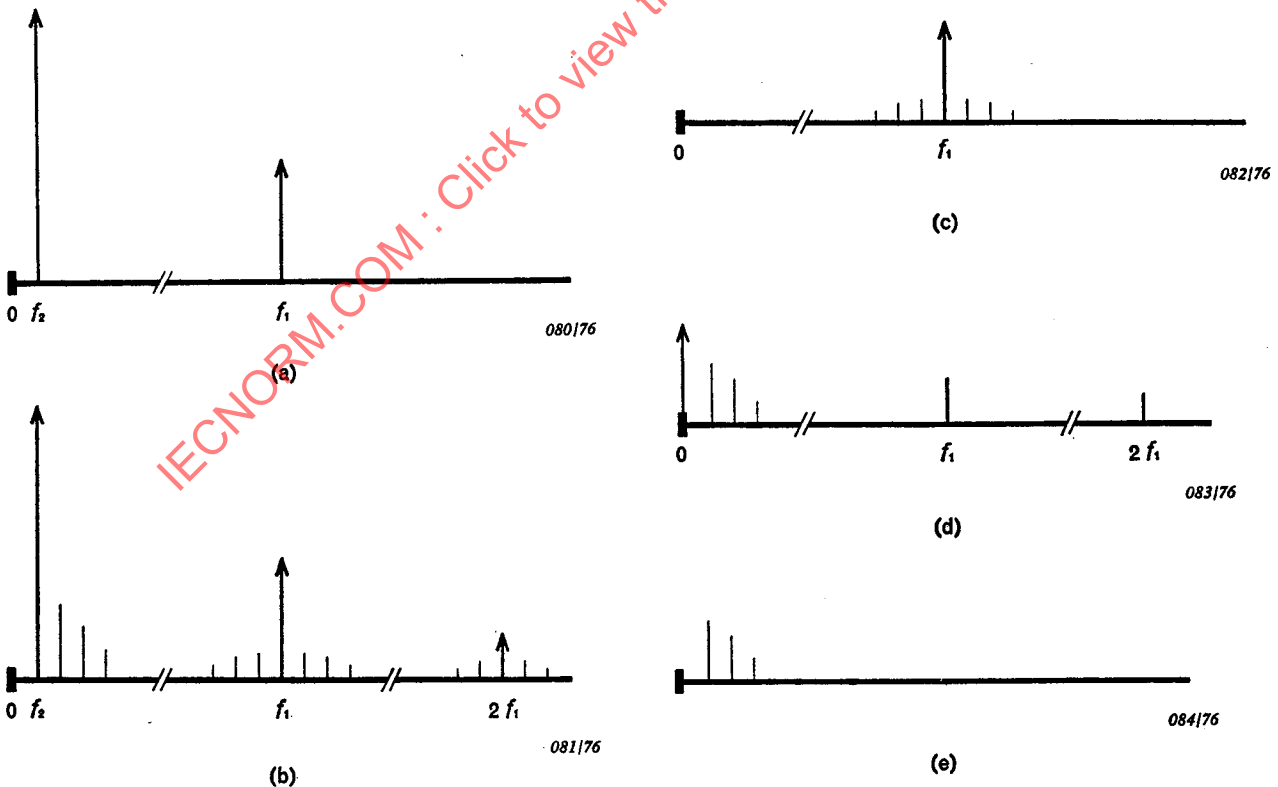 0 f₂ f₁
080/76
(a)
0 f₂ f₁ 2 f₁
081/76
(b)
0 f₁
082/76
(c)
0 f₁ 2 f₁
083/76
(d)
084/76
(e)
IECNORM.COM : Click to view th